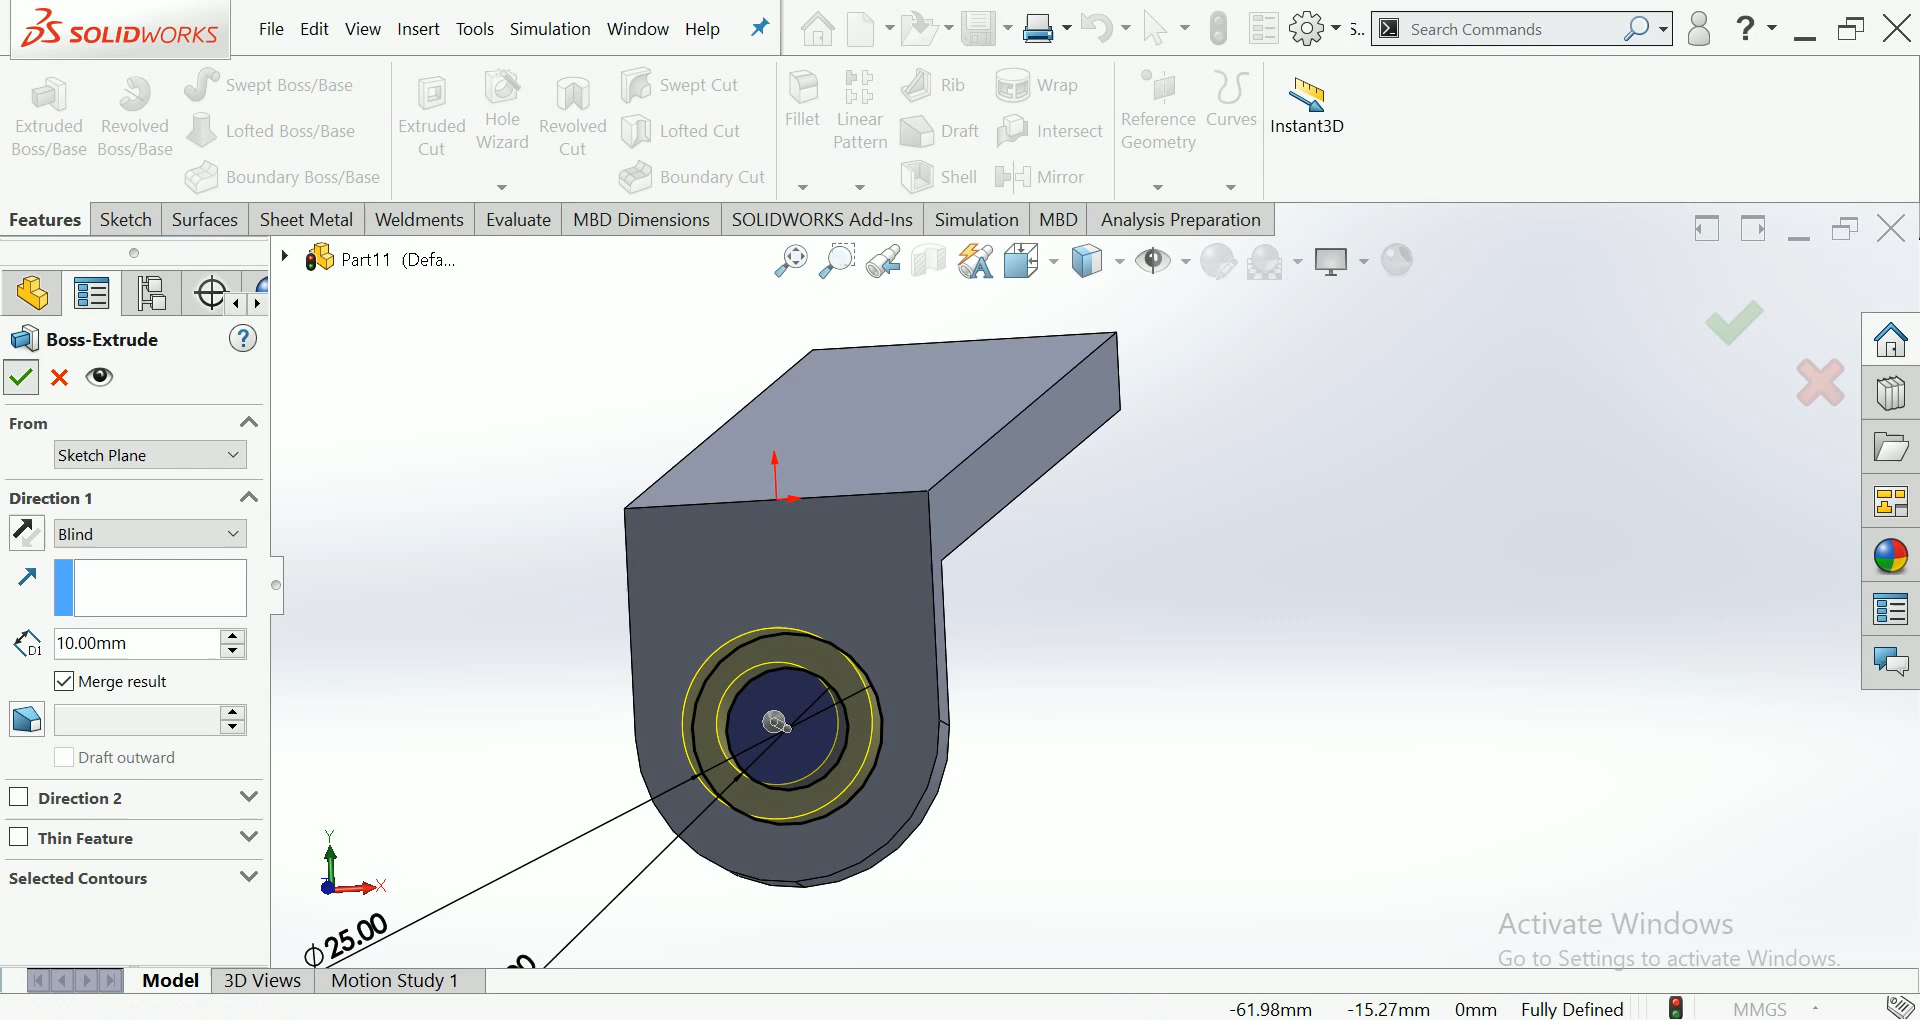 SOLIDWORKS File Edit View Insert Tools Simulation Window Help S.. Search Commands ?
Extruded Boss/Base
Revolved Boss/Base
Swept Boss/Base
Lofted Boss/Base
Boundary Boss/Base
Extruded Cut
Hole Wizard
Revolved Cut
Swept Cut
Lofted Cut
Boundary Cut
Fillet
Linear Pattern
Rib
Draft
Shell
Wrap
Intersect
Mirror
Reference Geometry
Curves
Instant3D
Features Sketch Surfaces Sheet Metal Weldments Evaluate MBD Dimensions SOLIDWORKS Add-Ins Simulation MBD Analysis Preparation
Part11 (Defa...
Boss-Extrude ?
From
Sketch Plane
Direction 1
Blind
D1 10.00mm
Merge result
Draft outward
Direction 2
Thin Feature
Selected Contours
Y
X
Ø25.00
Activate Windows
Go to Settings to activate Windows.
Model 3D Views Motion Study 1
-61.98mm -15.27mm 0mm Fully Defined MMGS